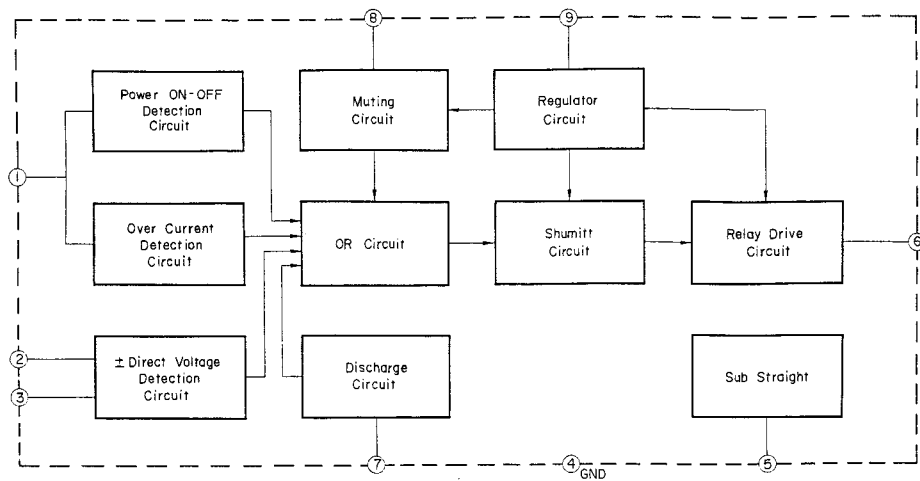 8
9
Power ON-OFF
Detection
Circuit
Muting
Circuit
Regulator
Circuit
1
Over Current
Detection
Circuit
OR Circuit
Shumitt
Circuit
Relay Drive
Circuit
6
2
3
± Direct Voltage
Detection
Circuit
Discharge
Circuit
Sub Straight
7
4
GND
5